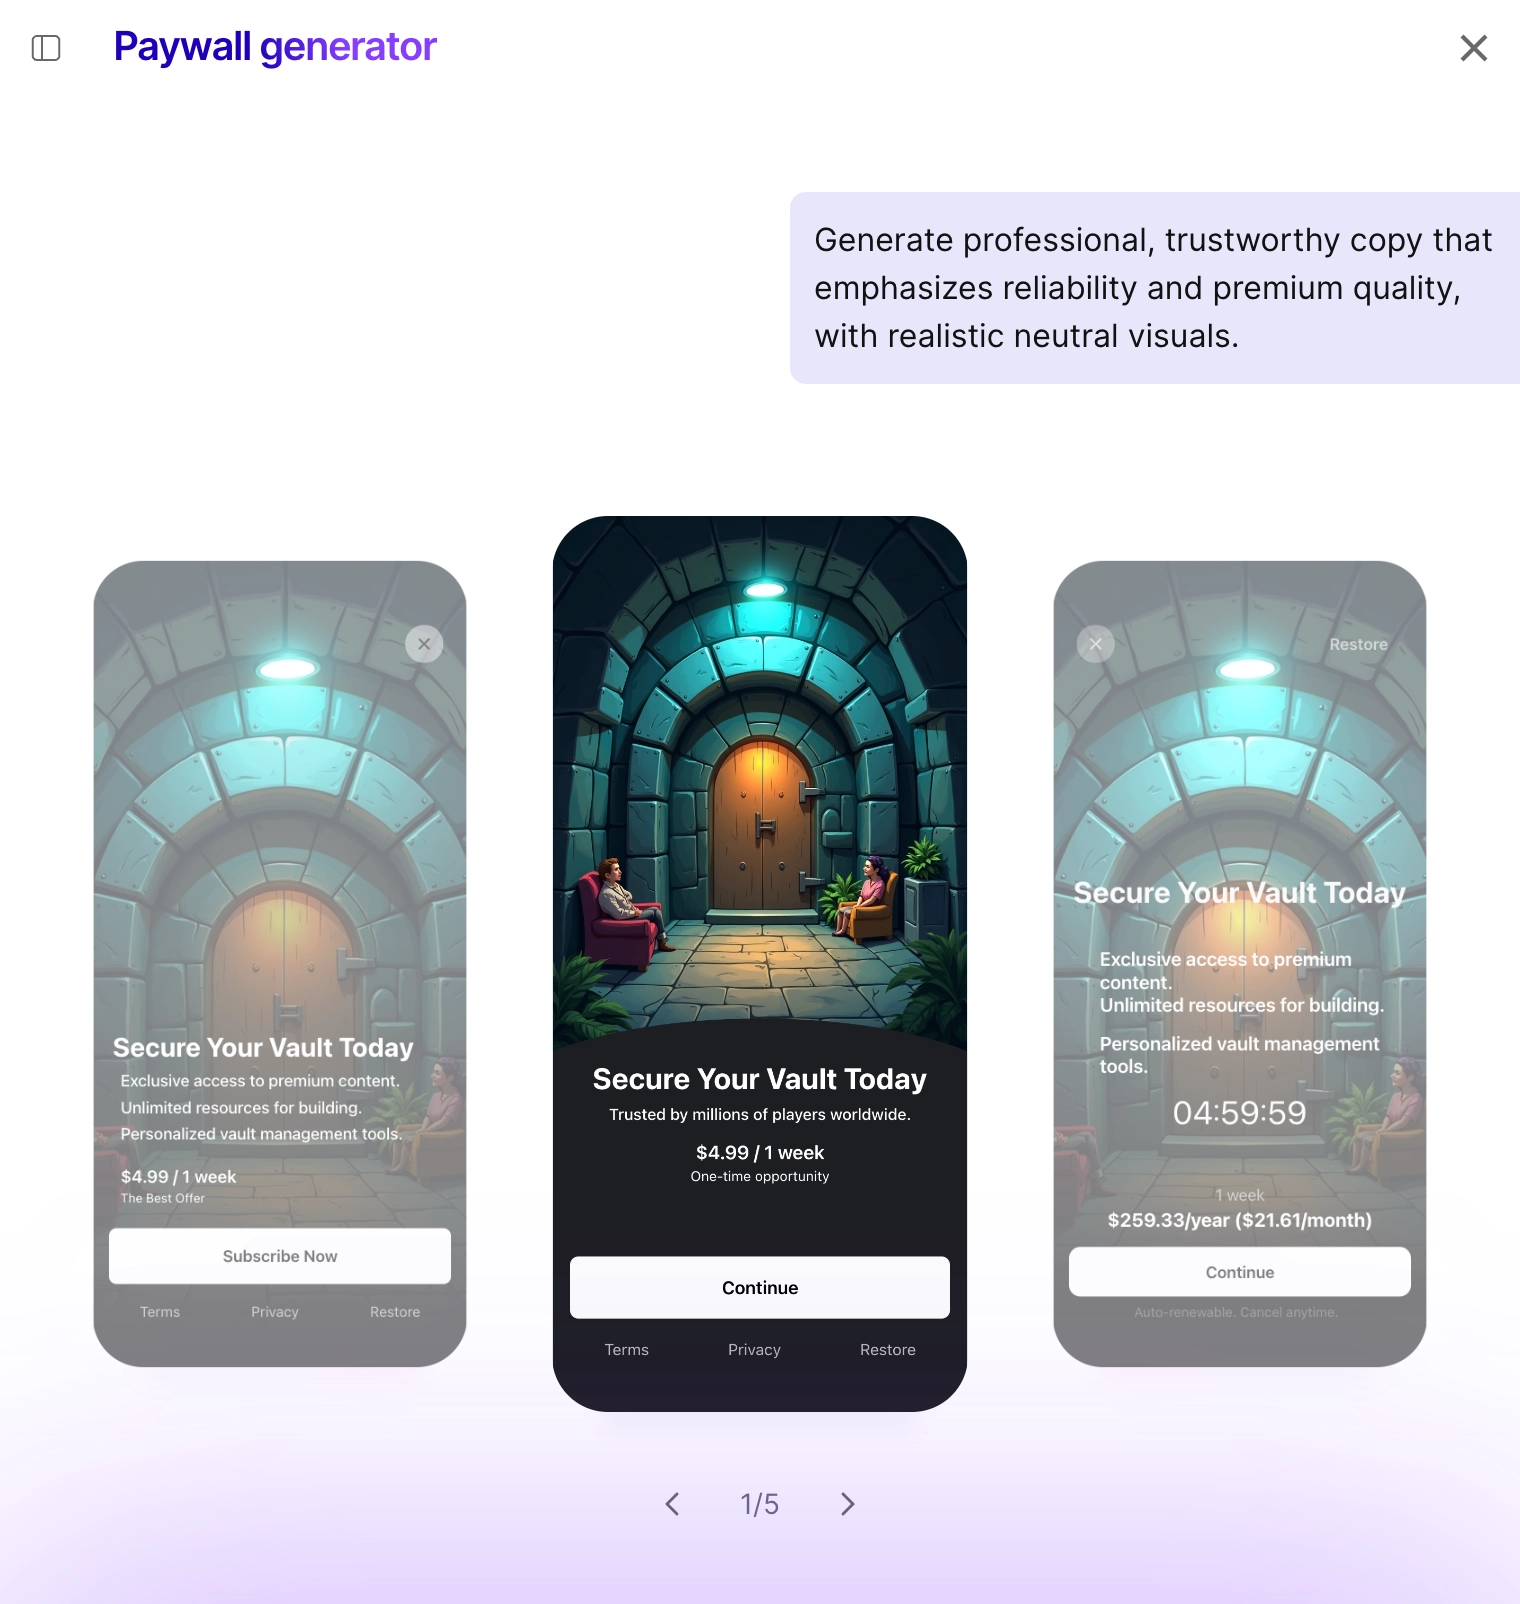 Paywall generator
Generate professional, trustworthy copy that
emphasizes reliability and premium quality,
with realistic neutral visuals.
Secure Your Vault Today
Exclusive access to premium content.
Unlimited resources for building.
Personalized vault management tools.
$4.99 / 1 week
The Best Offer
Subscribe Now
Terms Privacy Restore
Secure Your Vault Today
Trusted by millions of players worldwide.
$4.99 / 1 week
One-time opportunity
Continue
Terms Privacy Restore
Restore
Secure Your Vault Today
Exclusive access to premium
content.
Unlimited resources for building.
Personalized vault management
tools.
04:59:59
1 week
$259.33/year ($21.61/month)
Continue
Auto-renewable. Cancel anytime.
1/5